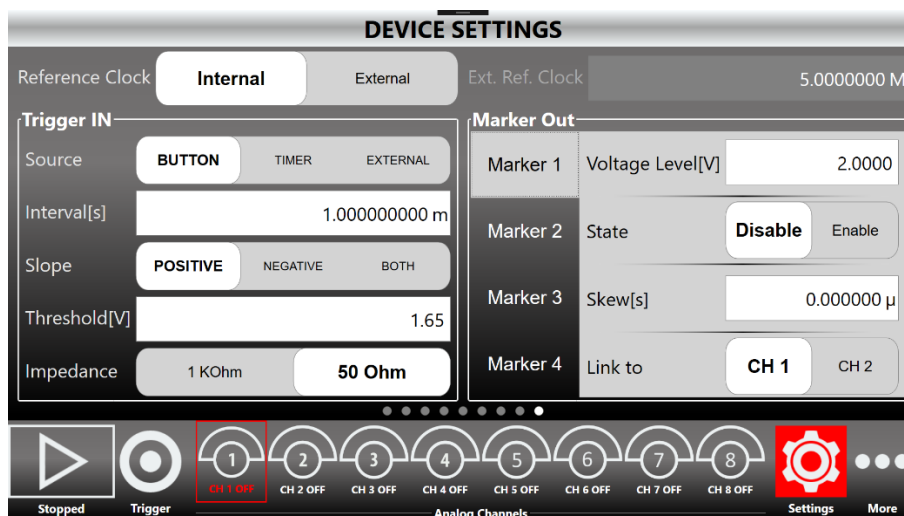 DEVICE SETTINGS
Reference Clock Internal External Ext. Ref. Clock 5.0000000 M
Trigger IN
Source BUTTON TIMER EXTERNAL
Interval[s] 1.000000000 m
Slope POSITIVE NEGATIVE BOTH
Threshold[V] 1.65
Impedance 1 KOhm 50 Ohm
Marker Out
Marker 1 Voltage Level[V] 2.0000
Marker 2 State Disable Enable
Marker 3 Skew[s] 0.000000 µ
Marker 4 Link to CH 1 CH 2
1 2 3 4 5 6 7 8
CH 1 OFF CH 2 OFF CH 3 OFF CH 4 OFF CH 5 OFF CH 6 OFF CH 7 OFF CH 8 OFF
Stopped Trigger Analog Channels Settings More